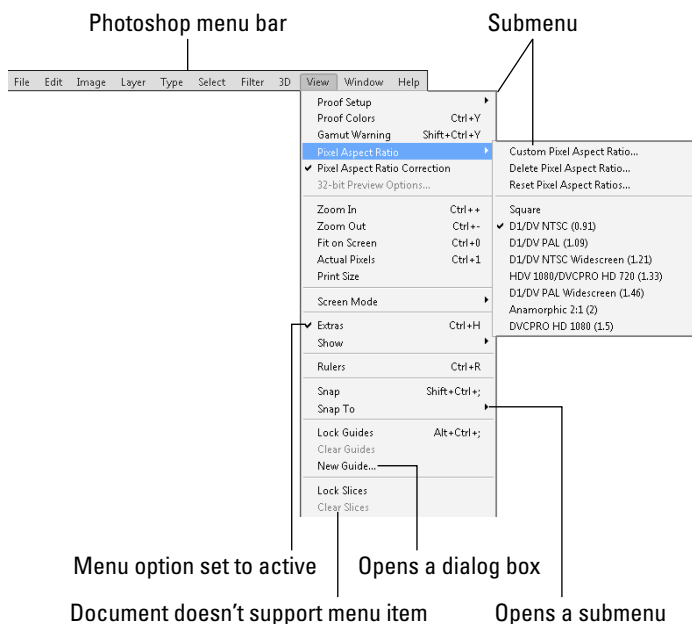 Photoshop menu bar
Submenu
File Edit Image Layer Type Select Filter 3D View Window Help
Proof Setup
Proof Colors Ctrl+Y
Gamut Warning Shift+Ctrl+Y
Pixel Aspect Ratio
Pixel Aspect Ratio Correction
32-bit Preview Options...
Zoom In Ctrl++
Zoom Out Ctrl+-
Fit on Screen Ctrl+0
Actual Pixels Ctrl+1
Print Size
Screen Mode
Extras Ctrl+H
Show
Rulers Ctrl+R
Snap Shift+Ctrl+;
Snap To
Lock Guides Alt+Ctrl+;
Clear Guides
New Guide...
Lock Slices
Clear Slices
Custom Pixel Aspect Ratio...
Delete Pixel Aspect Ratio...
Reset Pixel Aspect Ratios...
Square
D1/DV NTSC (0.91)
D1/DV PAL (1.09)
D1/DV NTSC Widescreen (1.21)
HDV 1080/DVCPRO HD 720 (1.33)
D1/DV PAL Widescreen (1.46)
Anamorphic 2:1 (2)
DVCPRO HD 1080 (1.5)
Menu option set to active
Opens a dialog box
Document doesn't support menu item
Opens a submenu